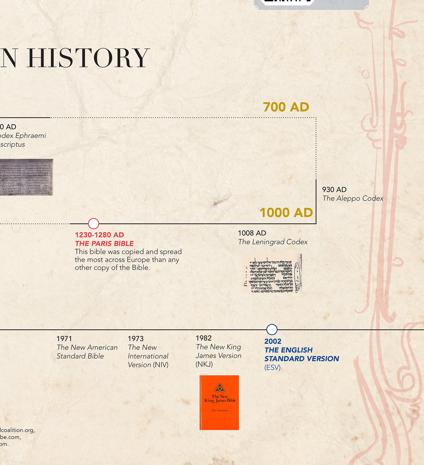 N HISTORY
700 AD
0 AD
odex Ephraemi
scriptus
930 AD
The Aleppo Codex
1000 AD
1230-1280 AD
THE PARIS BIBLE
This bible was copied and spread
the most across Europe than any
other copy of the Bible.
1008 AD
The Leningrad Codex
1971
The New American
Standard Bible
1973
The New
International
Version (NIV)
1982
The New King
James Version
(NKJ)
The New
King James Bible
2002
THE ENGLISH
STANDARD VERSION
(ESV)
lcoalition.org,
be.com,
om.